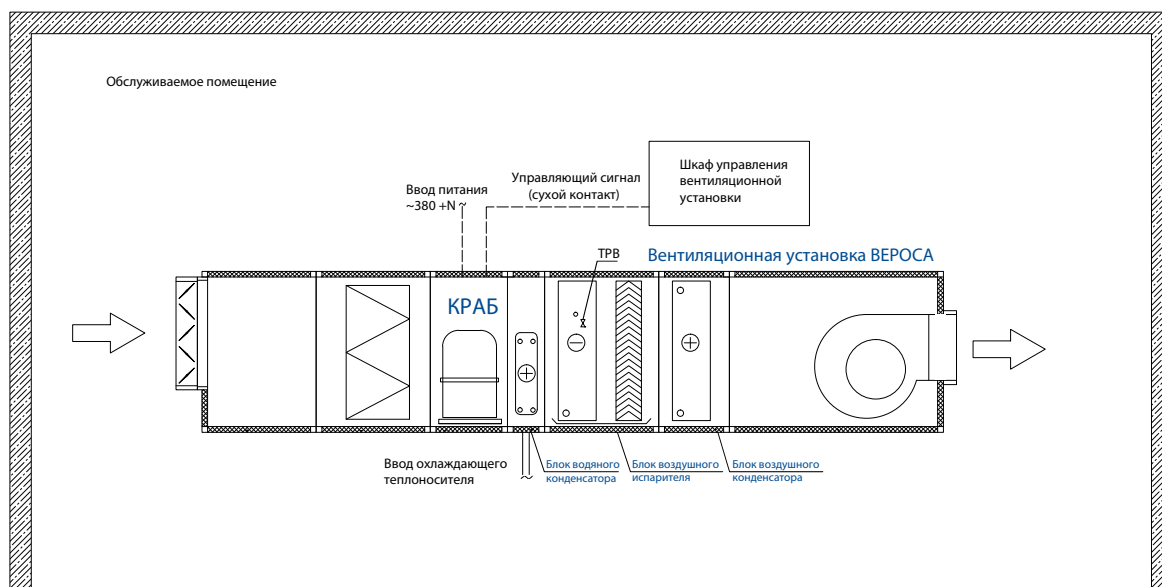 Обслуживаемое помещение
Шкаф управления
вентиляционной
установки
Управляющий сигнал
(сухой контакт)
Ввод питания
~380 +N ~
ТРВ
Вентиляционная установка ВЕРОСА
КРАБ
Ввод охлаждающего
теплоносителя
Блок водяного
конденсатора
Блок воздушного
испарителя
Блок воздушного
конденсатора